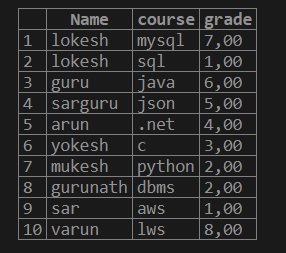 Name course grade
1 lokesh mysql 7,00
2 lokesh sql 1,00
3 guru java 6,00
4 sarguru json 5,00
5 arun .net 4,00
6 yokesh c 3,00
7 mukesh python 2,00
8 gurunath dbms 2,00
9 sar aws 1,00
10 varun lws 8,00